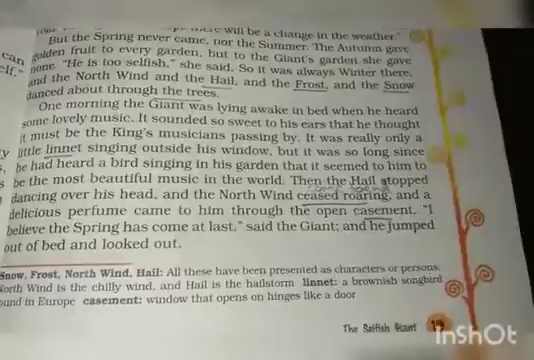 there will be a change in the weather."
But the Spring never came, nor the Summer. The Autumn gave
golden fruit to every garden, but to the Giant's garden she gave
none. "He is too selfish," she said. So it was always Winter there,
and the North Wind and the Hail, and the Frost, and the Snow
danced about through the trees.
One morning the Giant was lying awake in bed when he heard
some lovely music. It sounded so sweet to his ears that he thought
it must be the King's musicians passing by. It was really only a
little linnet singing outside his window, but it was so long since
he had heard a bird singing in his garden that it seemed to him to
be the most beautiful music in the world. Then the Hail stopped
dancing over his head, and the North Wind ceased roaring, and a
delicious perfume came to him through the open casement. "I
believe the Spring has come at last," said the Giant; and he jumped
out of bed and looked out.
Snow, Frost, North Wind, Hail: All these have been presented as characters or persons.
North Wind is the chilly wind, and Hail is the hailstorm linnet: a brownish songbird
found in Europe casement: window that opens on hinges like a door
The Selfish Giant
InShOt